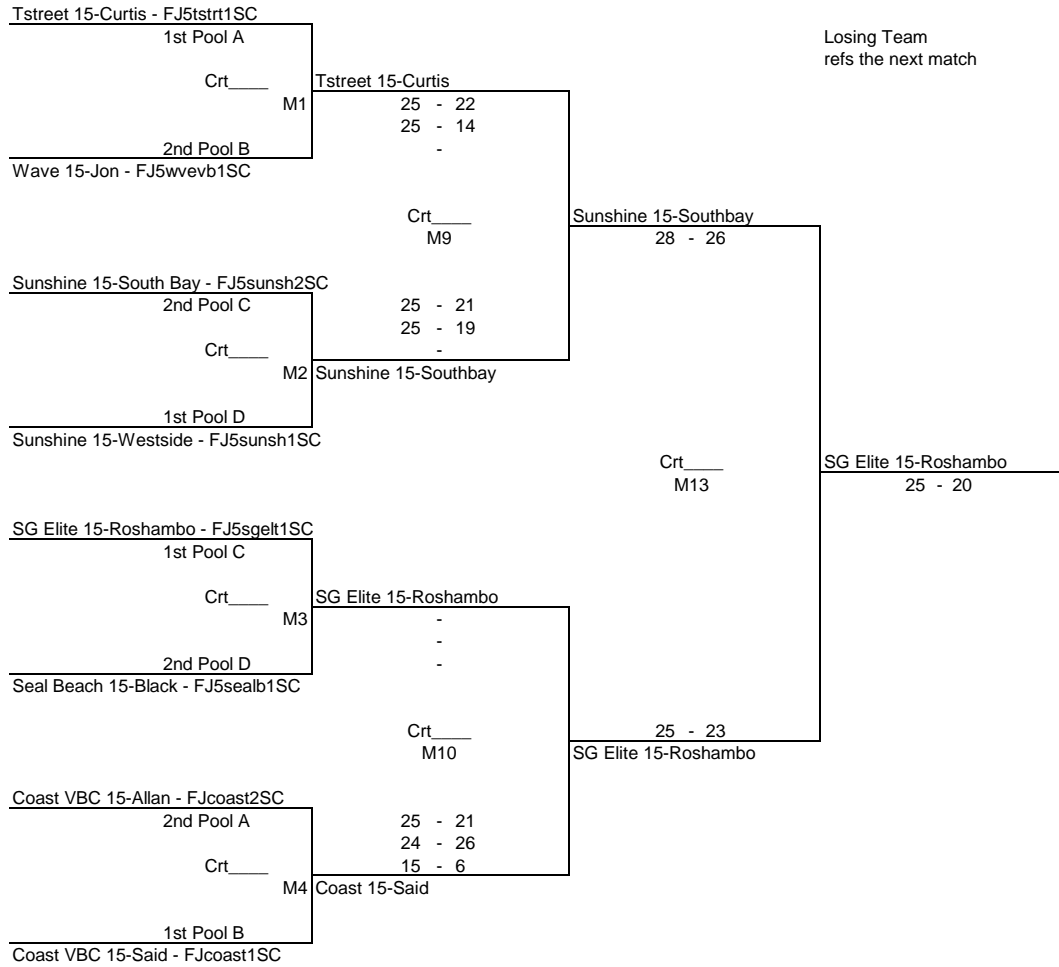 Tstreet 15-Curtis - FJ5tstrt1SC
1st Pool A
Losing Team
refs the next match
Crt____
Tstreet 15-Curtis
M1
25 - 22
25 - 14
-
2nd Pool B
Wave 15-Jon - FJ5wvevb1SC
Crt____
M9
Sunshine 15-Southbay
28 - 26
Sunshine 15-South Bay - FJ5sunsh2SC
2nd Pool C
25 - 21
25 - 19
-
Crt____
M2
Sunshine 15-Southbay
1st Pool D
Sunshine 15-Westside - FJ5sunsh1SC
Crt____
M13
SG Elite 15-Roshambo
25 - 20
SG Elite 15-Roshambo - FJ5sgelt1SC
1st Pool C
Crt____
SG Elite 15-Roshambo
M3
-
-
-
2nd Pool D
Seal Beach 15-Black - FJ5sealb1SC
Crt____
M10
25 - 23
SG Elite 15-Roshambo
Coast VBC 15-Allan - FJcoast2SC
2nd Pool A
25 - 21
24 - 26
15 - 6
Crt____
M4
Coast 15-Said
1st Pool B
Coast VBC 15-Said - FJcoast1SC